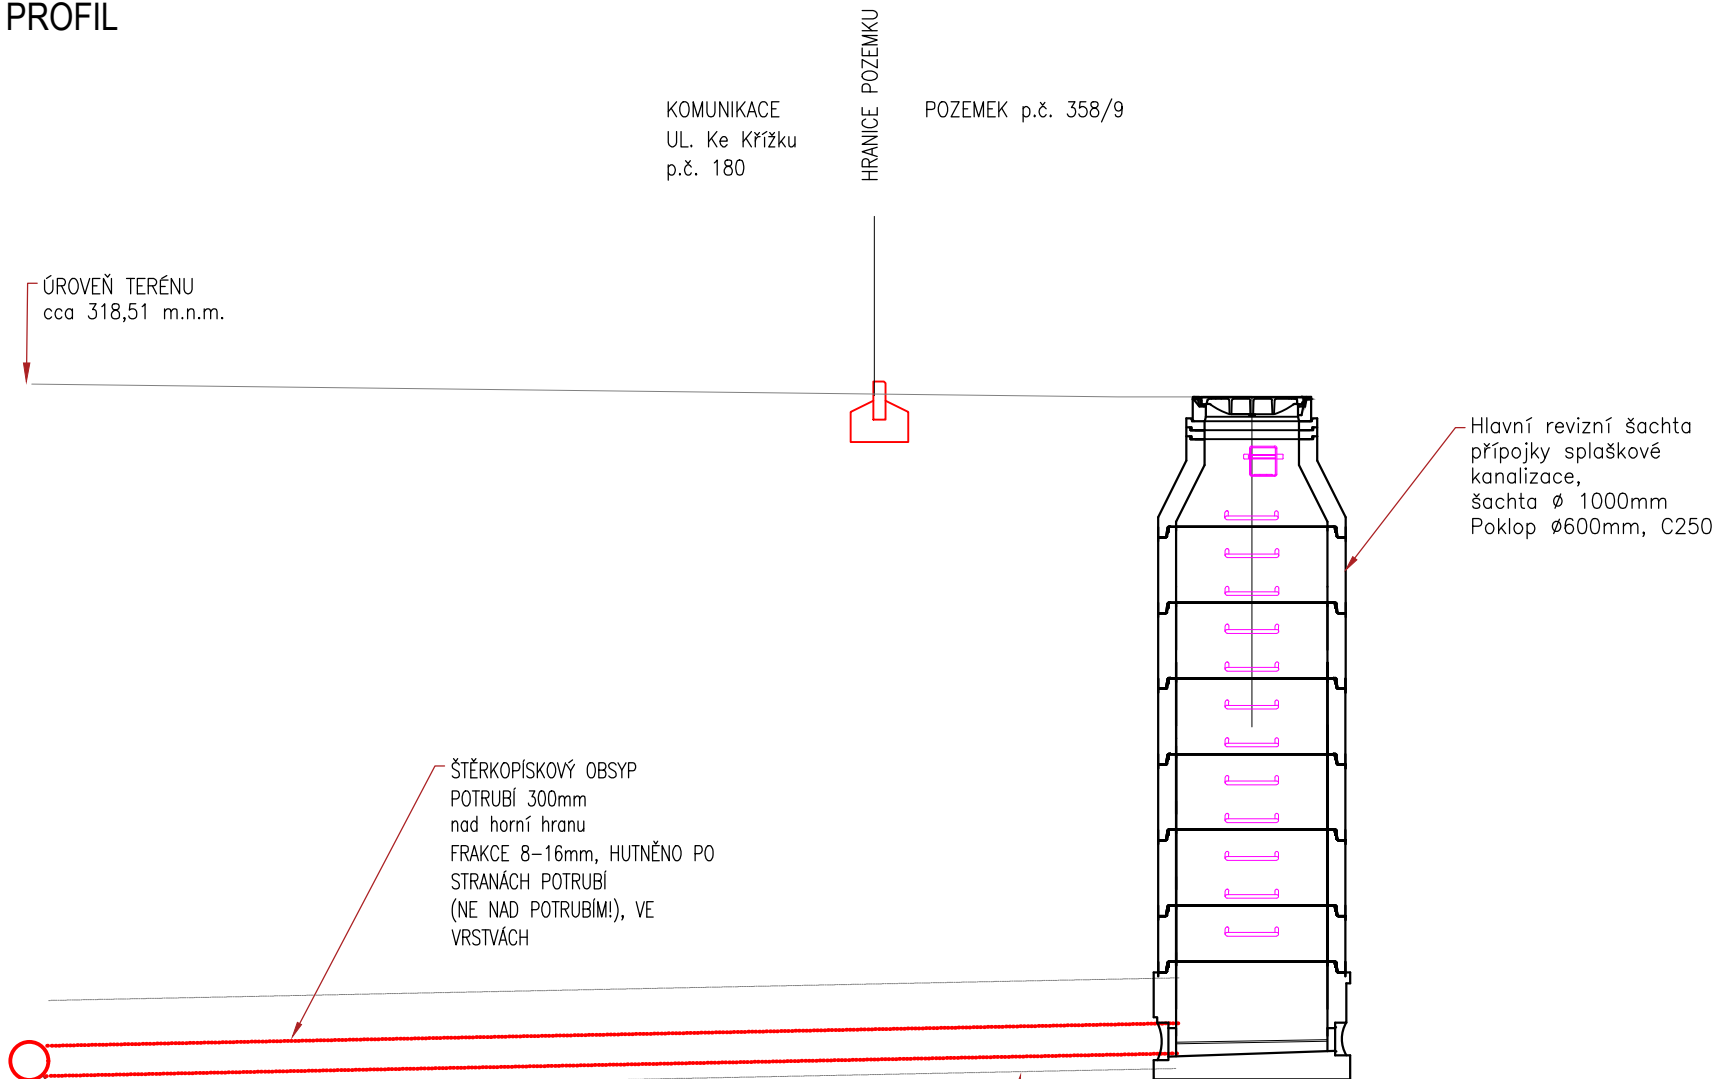 PROFIL
KOMUNIKACE
UL. Ke Křížku
p.č. 180
HRANICE POZEMKU
POZEMEK p.č. 358/9
ÚROVEŇ TERÉNU
cca 318,51 m.n.m.
Hlavní revizní šachta
přípojky splaškové
kanalizace,
šachta Ø 1000mm
Poklop Ø600mm, C250
ŠTĚRKOPÍSKOVÝ OBSYP
POTRUBÍ 300mm
nad horní hranu
FRAKCE 8-16mm, HUTNĚNO PO
STRANÁCH POTRUBÍ
(NE NAD POTRUBÍM!), VE
VRSTVÁCH